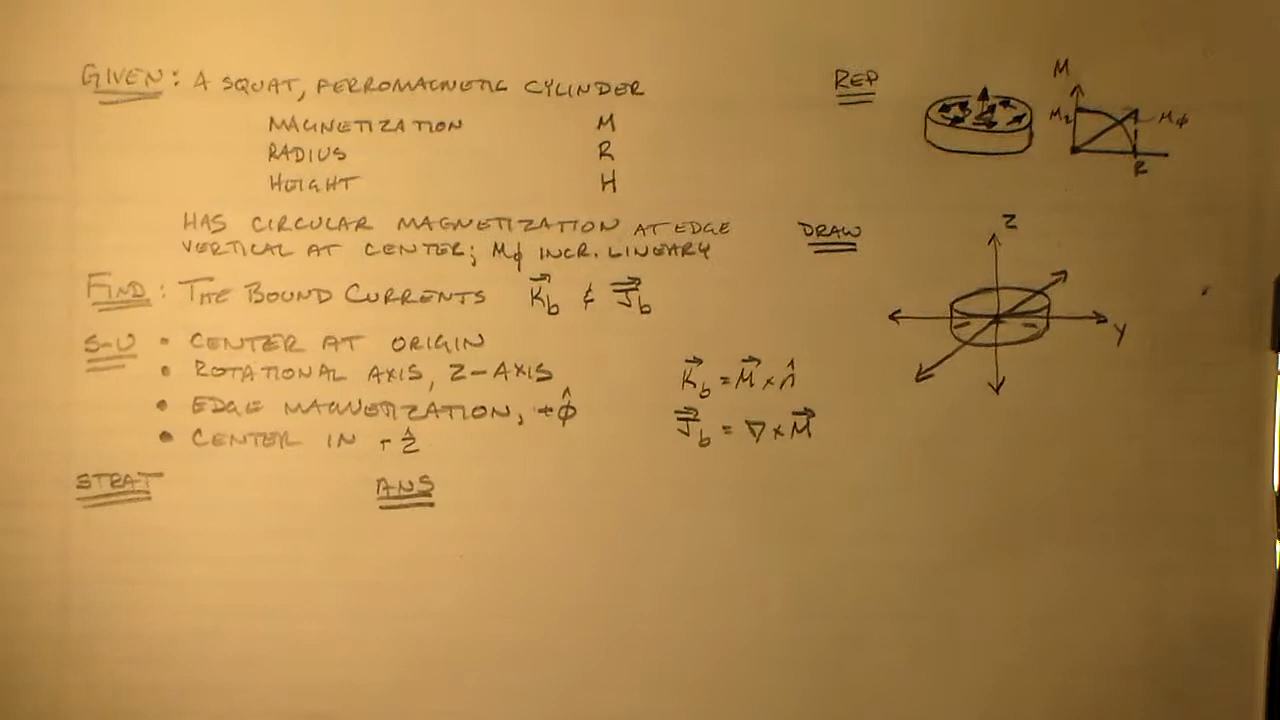 GIVEN: A SQUAT, FERROMAGNETIC CYLINDER
MAGNETIZATION M
RADIUS R
HEIGHT H
HAS CIRCULAR MAGNETIZATION AT EDGE
VERTICAL AT CENTER; Mϕ INCR. LINEARY
FIND: THE BOUND CURRENTS K⃗b & J⃗b
S-U • CENTER AT ORIGIN
• ROTATIONAL AXIS, Z-AXIS
• EDGE MAGNETIZATION, +ϕ̂
• CENTER IN +ẑ
K⃗b = M⃗ × n̂
J⃗b = ∇ × M⃗
STRAT ANS
REP
M
Mz
Mϕ
R
DRAW
Z
Y